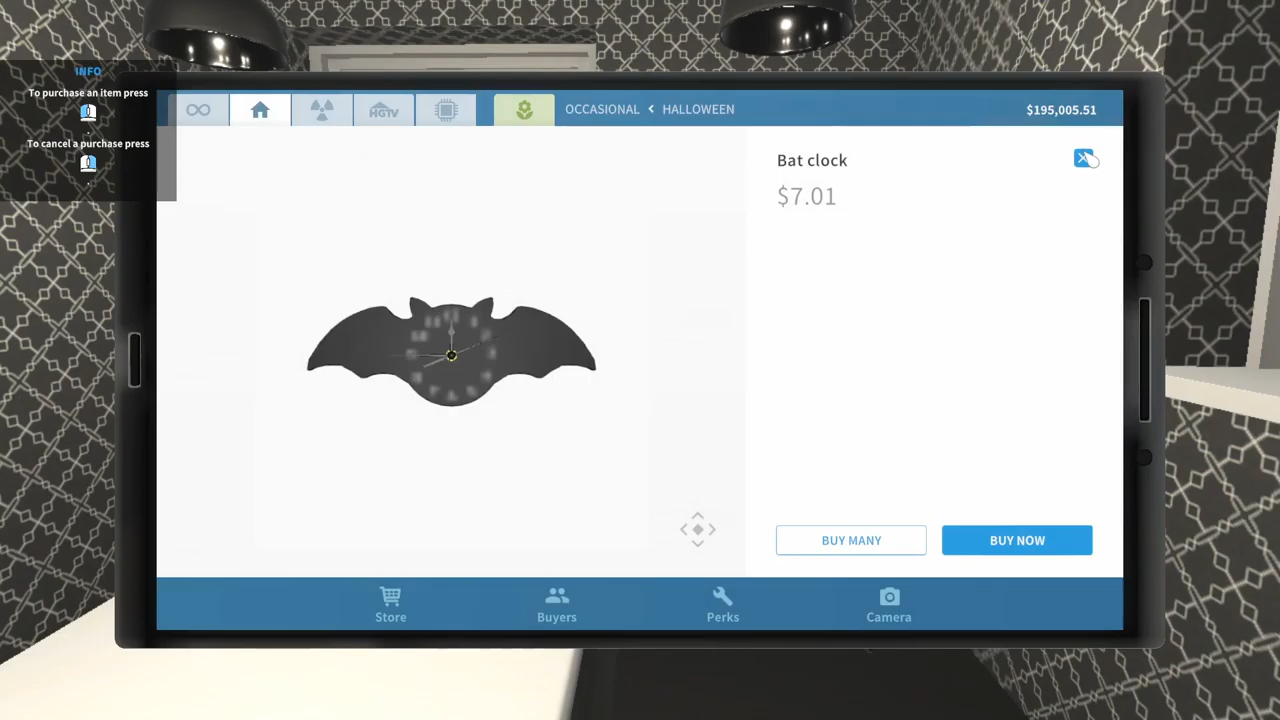 INFO
To purchase an item press
.
To cancel a purchase press
.
HGTV
OCCASIONAL < HALLOWEEN
$195,005.51
Bat clock
$7.01
BUY MANY
BUY NOW
Store
Buyers
Perks
Camera